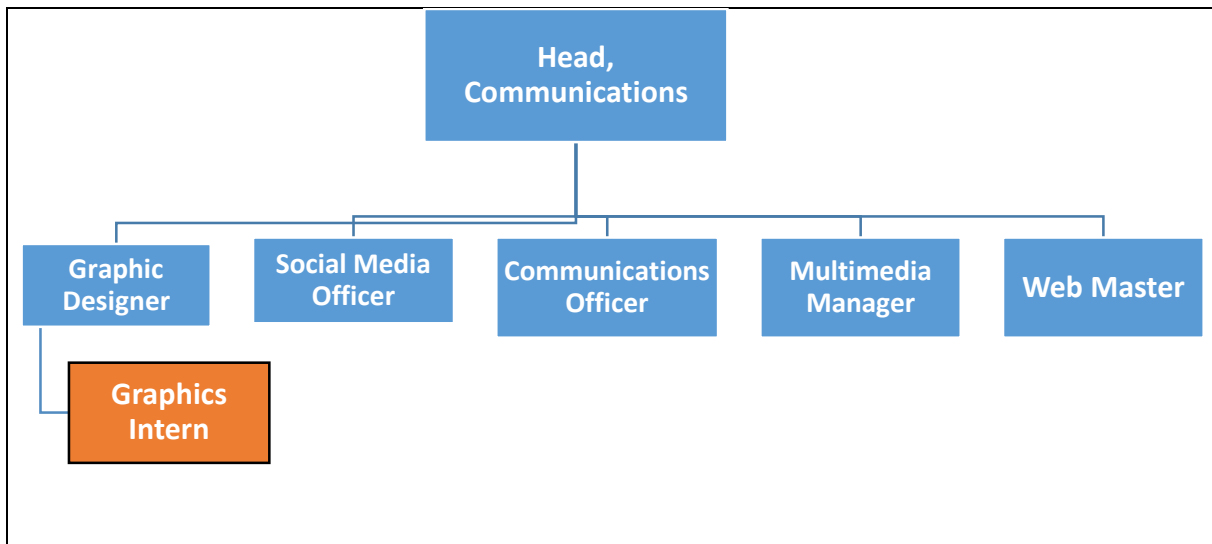 Head,
Communications
Graphic
Designer
Social Media
Officer
Communications
Officer
Multimedia
Manager
Web Master
Graphics
Intern